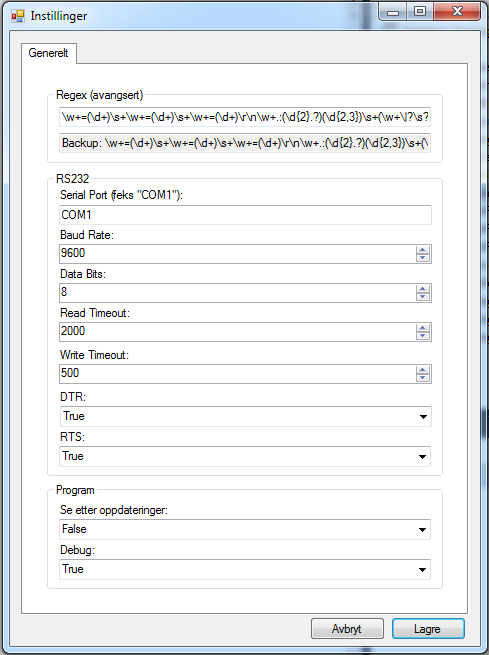 Instillinger
Generelt
Regex (avangsert)
\w+=(\d+)\s+\w+=(\d+)\s+\w+=(\d+)\r\n\w+.:(\d{2}.?)(\d{2,3})\s+(\w+\|?\s?
Backup: \w+=(\d+)\s+\w+=(\d+)\s+\w+=(\d+)\r\n\w+.:(\d{2}.?)(\d{2,3})\s+(\
RS232
Serial Port (feks "COM1"):
COM1
Baud Rate:
9600
Data Bits:
8
Read Timeout:
2000
Write Timeout:
500
DTR:
True
RTS:
True
Program
Se etter oppdateringer:
False
Debug:
True
Avbryt
Lagre